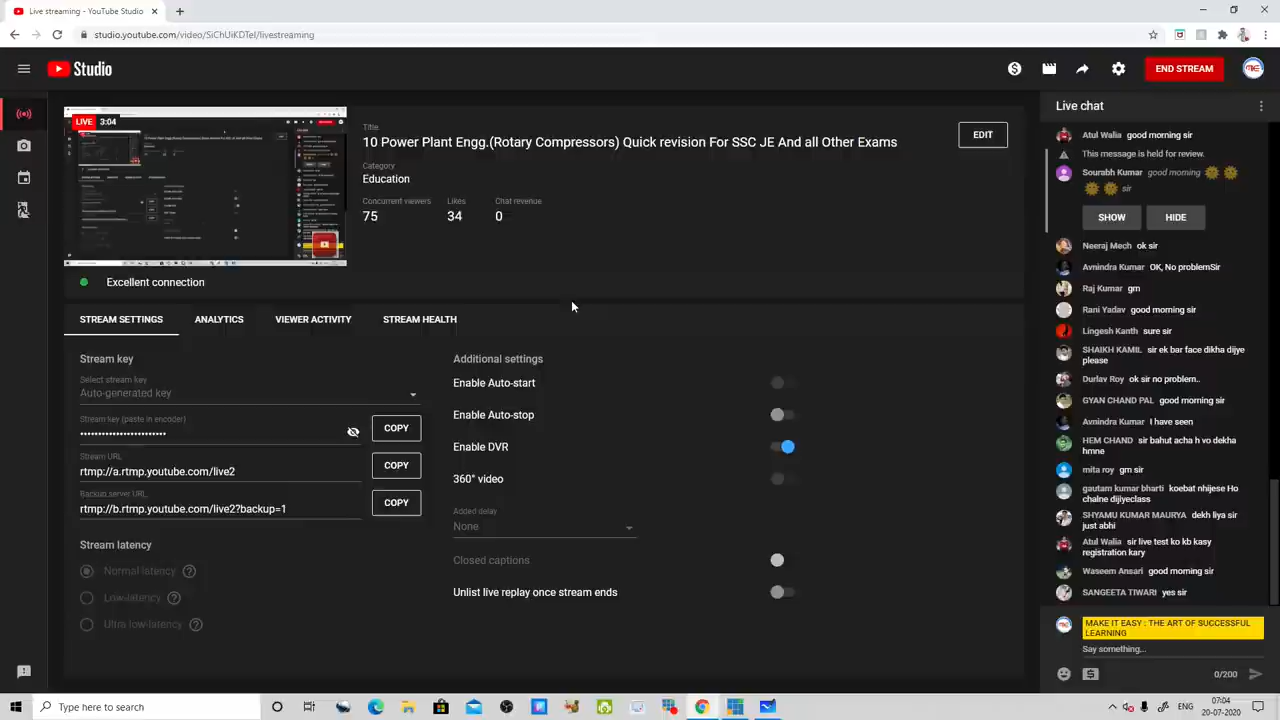 Live streaming - YouTube Studio
studio.youtube.com/video/SiChUiKDTeI/livestreaming
Studio
END STREAM
LIVE 3:04
Title
10 Power Plant Engg(Rotary Compressors) Quick Revision For
E And all Other Exams
EDIT
Category
Education
Concurrent viewers Likes Chat revenue
75 34 0
Excellent connection
STREAM SETTINGS ANALYTICS VIEWER ACTIVITY STREAM HEALTH
Stream key
Select stream key
Auto-generated key
Stream key (paste in encoder)
COPY
Stream URL
rtmp://a.rtmp.youtube.com/live2
COPY
Backup server URL
rtmp://b.rtmp.youtube.com/live2?backup=1
COPY
Stream latency
Normal latency
Low-latency
Ultra low-latency
Additional settings
Enable Auto-start
Enable Auto-stop
Enable DVR
360° video
Added delay
None
Closed captions
Unlist live replay once stream ends
Live chat
Atul Walia good morning sir
This message is held for review.
Sourabh Kumar good morning
sir
SHOW HIDE
Neeraj Mech ok sir
Avnindra Kumar OK, No problemSir
Raj Kumar gm
Rani Yadav good morning sir
Lingesh Kanth sure sir
SHAIKH KAMIL sir ek bar face dikha dijye
please
Durlav Roy ok sir no problem..
GYAN CHAND PAL good morning sir
Avnindra Kumar I have seen
HEM CHAND sir bahut acha h vo dekha
hmne
mita roy gm sir
gautam kumar bharti koebat nhijese Ho
chalne dijiyeclass
SHYAMU KUMAR MAURYA dekh liya sir
just abhi
Atul Walia sir live test ko kb kasy
registration kary
Waseem Ansari good morning sir
SANGEETA TIWARI yes sir
MAKE IT EASY : THE ART OF SUCCESSFUL
LEARNING
Say something...
0/200
Type here to search
ENG
07:04
20-07-2020